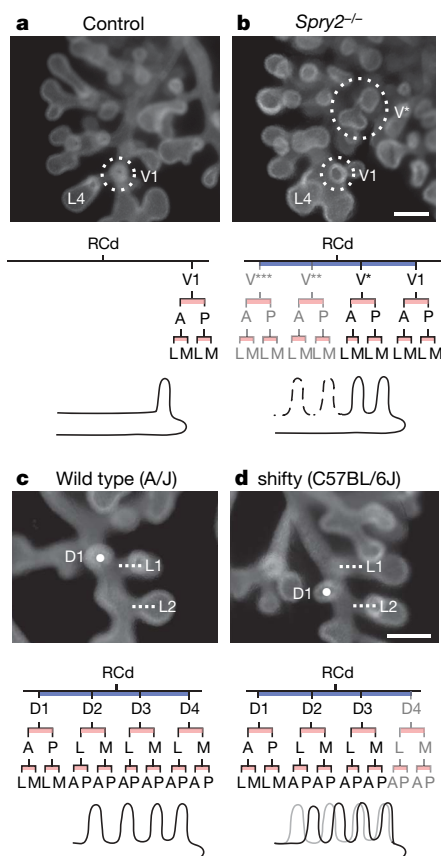 a Control
b Spry2–/–
L4 V1
V* V1 L4
RCd
V1
A P
L M L M
RCd
V*** V** V* V1
A P A P A P A P
L M L M L M L M L M L M L M L M
c Wild type (A/J)
d shifty (C57BL/6J)
D1 L1
L2
L1
D1 L2
RCd
D1 D2 D3 D4
A P L M L M L M
L M L M A P A P A P A P A P A P
RCd
D1 D2 D3 D4
A P L M L M L M
L M L M A P A P A P A P A P A P